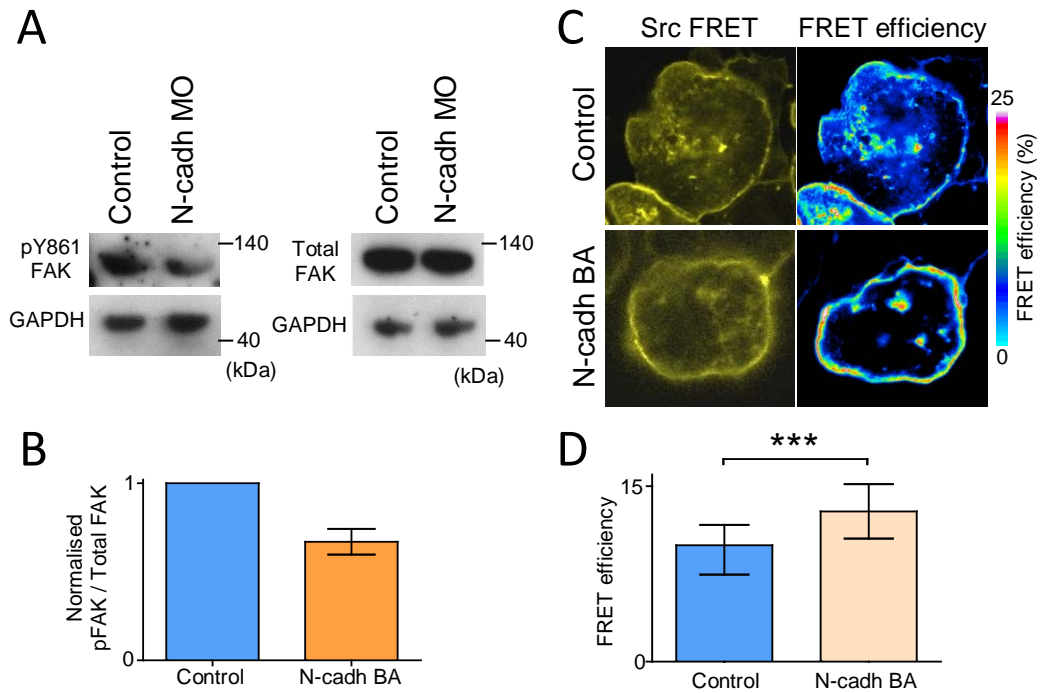 A
Control
N-cadh MO
pY861
FAK
140
GAPDH
40
(kDa)
Control
N-cadh MO
Total
FAK
140
GAPDH
40
(kDa)
B
Normalised
pFAK / Total FAK
1
0
Control
N-cadh BA
C
Src FRET
FRET efficiency
Control
N-cadh BA
25
0
FRET efficiency (%)
D
***
FRET efficiency
15
0
Control
N-cadh BA